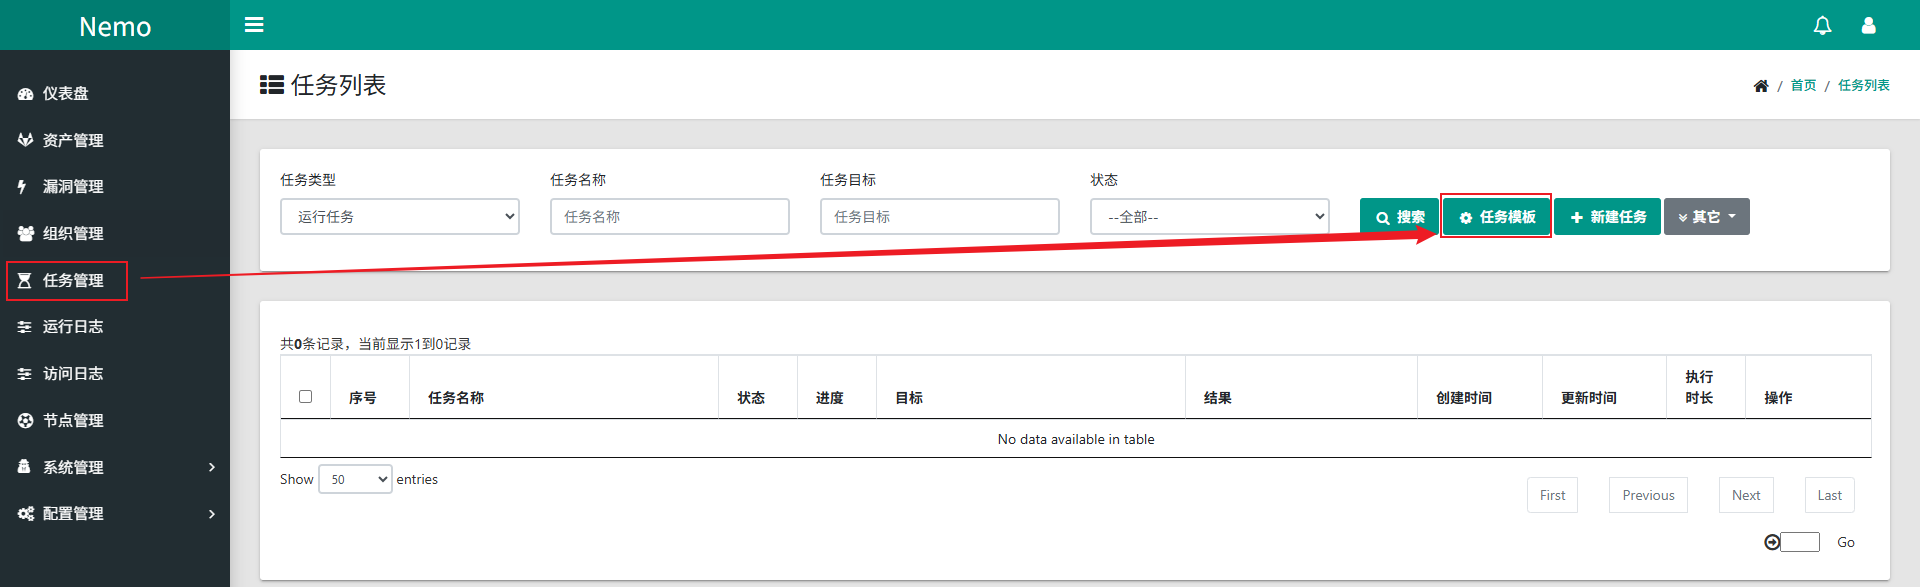 Nemo
仪表盘
资产管理
漏洞管理
组织管理
任务管理
运行日志
访问日志
节点管理
系统管理
配置管理
任务列表
/ 首页 / 任务列表
任务类型 任务名称 任务目标 状态
运行任务 任务名称 任务目标 --全部-- 搜索 任务模板 新建任务 其它
共0条记录，当前显示1到0记录
序号 任务名称 状态 进度 目标 结果 创建时间 更新时间 执行时长 操作
No data available in table
Show 50 entries
First Previous Next Last
Go